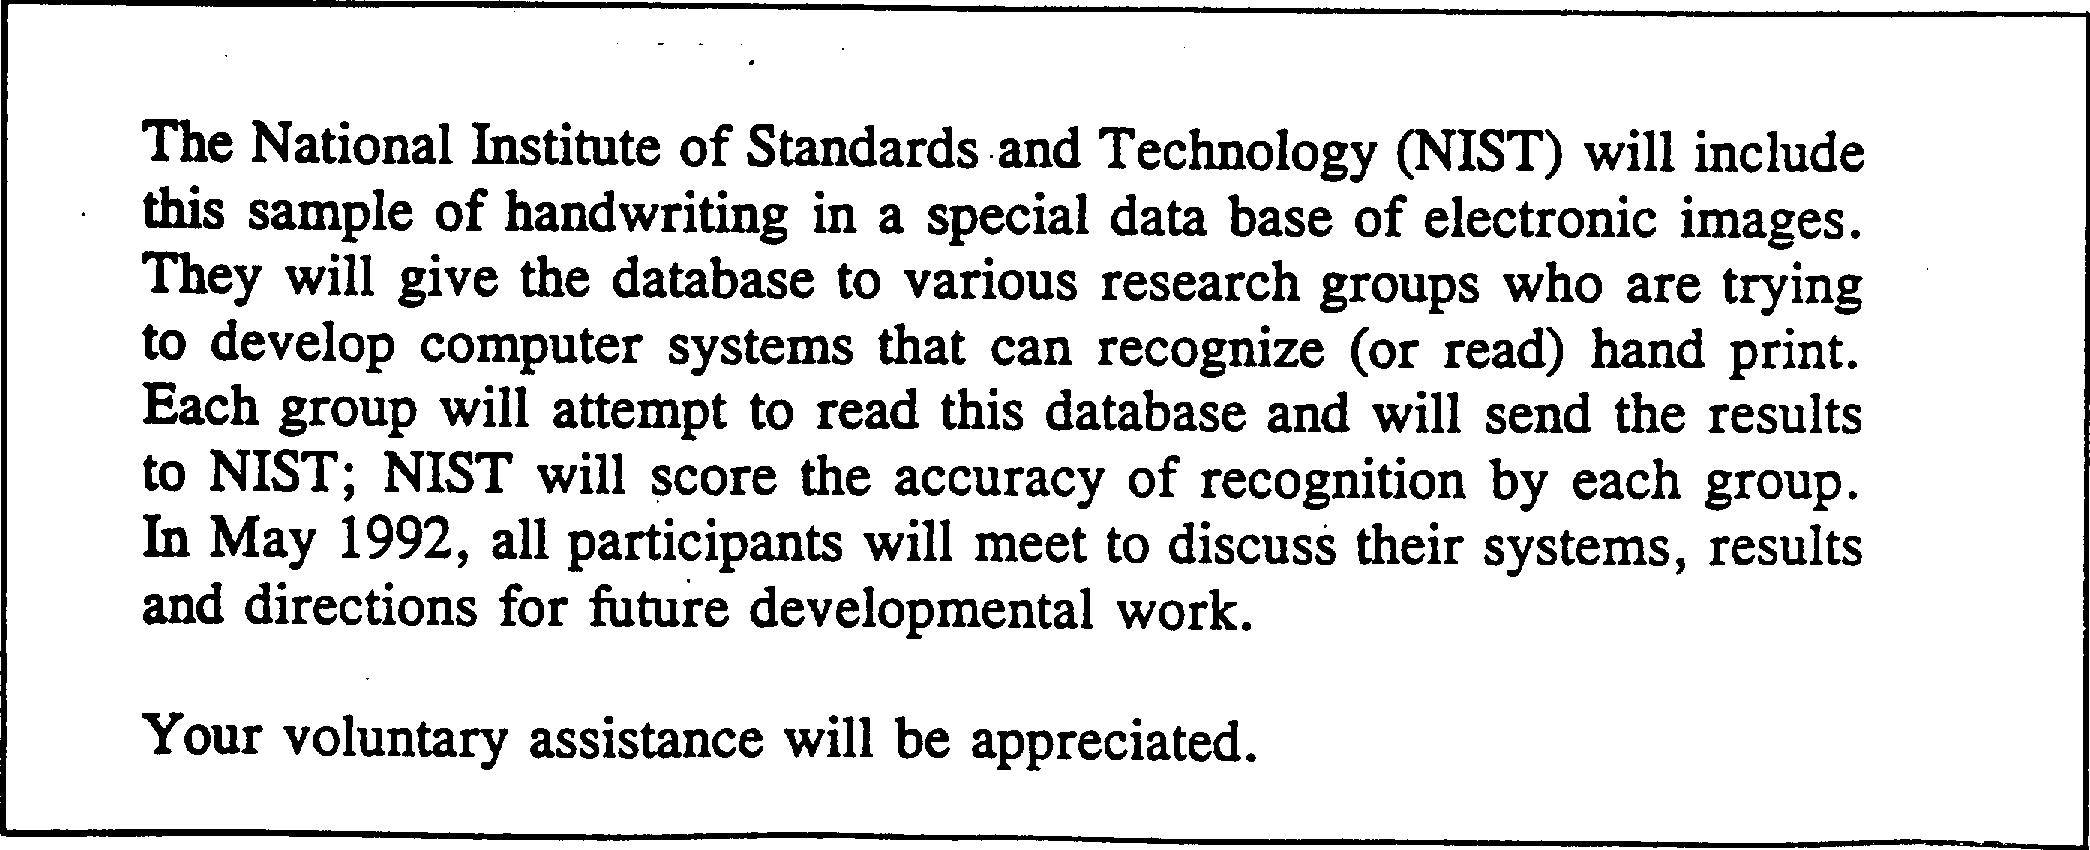 The National Institute of Standards and Technology (NIST) will include
this sample of handwriting in a special data base of electronic images.
They will give the database to various research groups who are trying
to develop computer systems that can recognize (or read) hand print.
Each group will attempt to read this database and will send the results
to NIST; NIST will score the accuracy of recognition by each group.
In May 1992, all participants will meet to discuss their systems, results
and directions for future developmental work.
Your voluntary assistance will be appreciated.